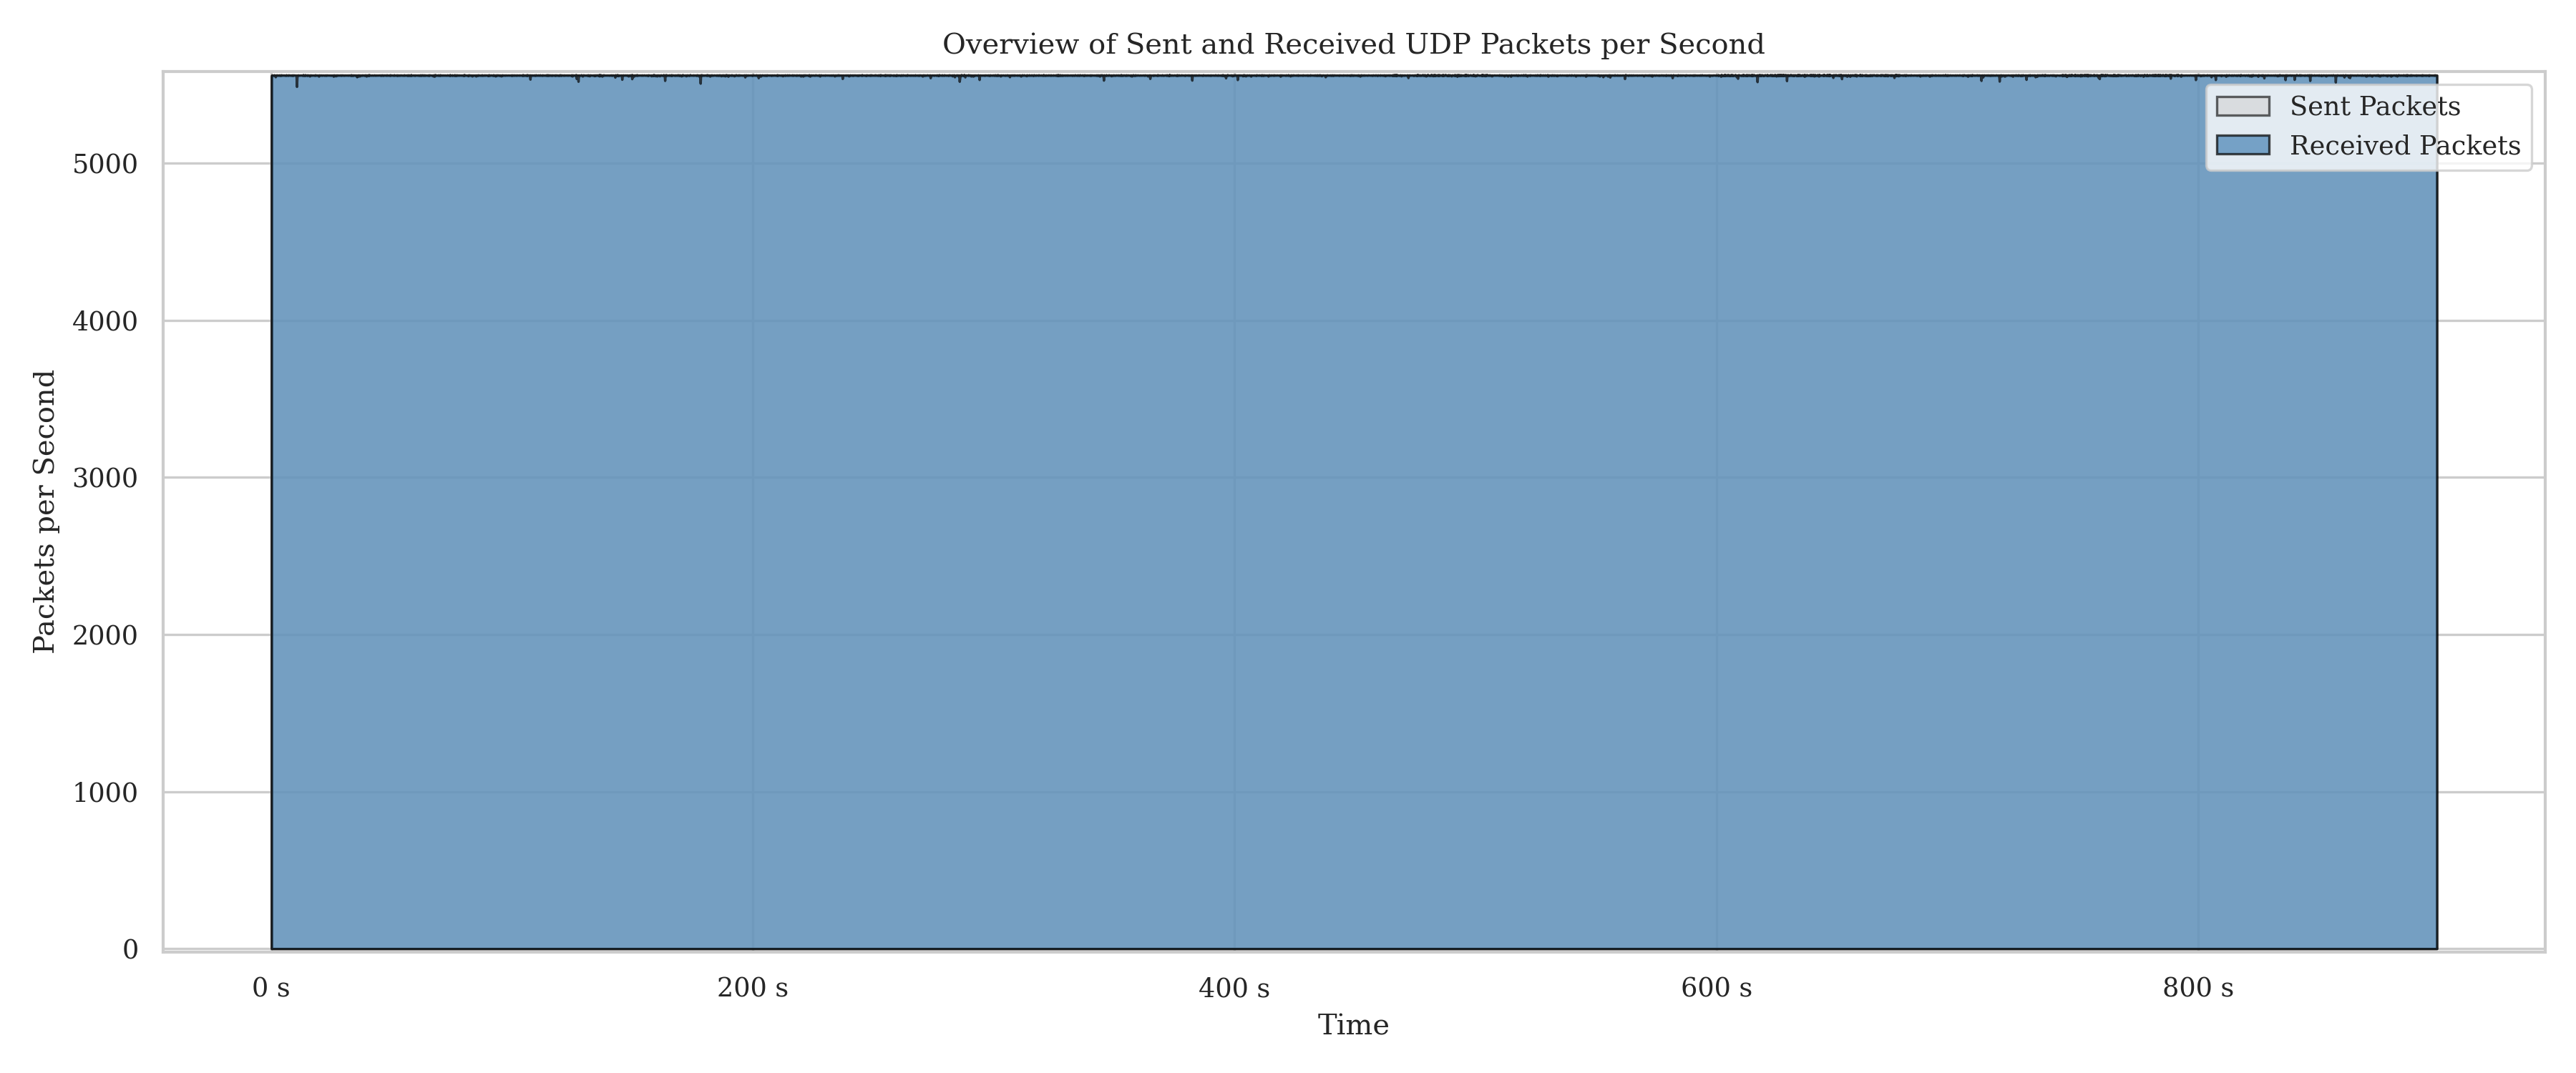 Overview of Sent and Received UDP Packets per Second
Sent Packets
Received Packets
Packets per Second
5000
4000
3000
2000
1000
0
0 s
200 s
400 s
600 s
800 s
Time